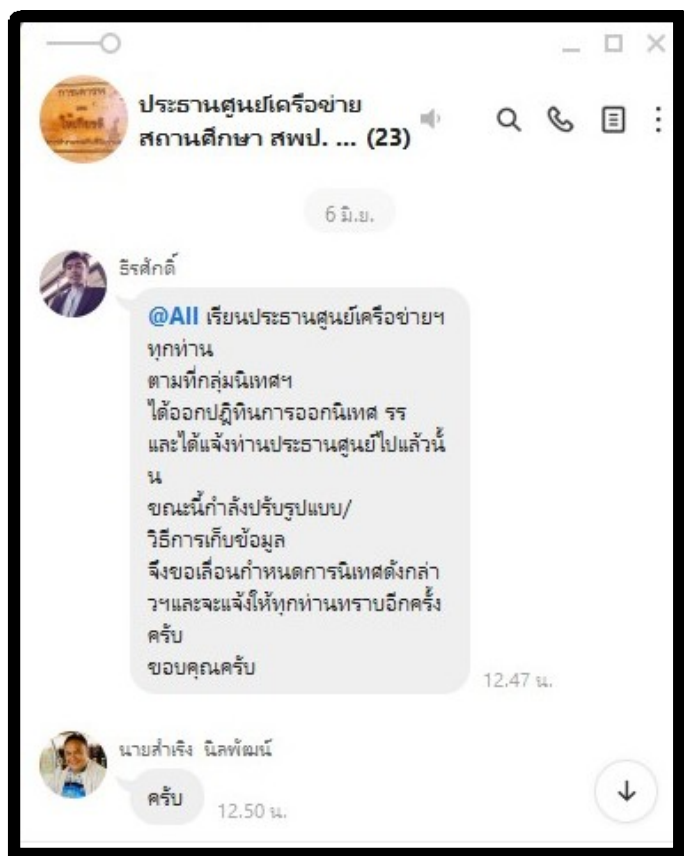 ประธานศูนย์เครือข่าย
สถานศึกษา สพป. ... (23)
6 มิ.ย.
ธีรศักดิ์
@All เรียนประธานศูนย์เครือข่ายฯ
ทุกท่าน
ตามที่กลุ่มนิเทศฯ
ได้ออกปฎิทินการออกนิเทศ รร
และได้แจ้งท่านประธานศูนย์ไปแล้วนั้
น
ขณะนี้กำลังปรับรูปแบบ/
วิธีการเก็บข้อมูล
จึงขอเลื่อนกำหนดการนิเทศดังกล่า
วฯและจะแจ้งให้ทุกท่านทราบอีกครั้ง
ครับ
ขอบคุณครับ
12.47 น.
นายสำเริง นิลพัฒน์
ครับ
12.50 น.